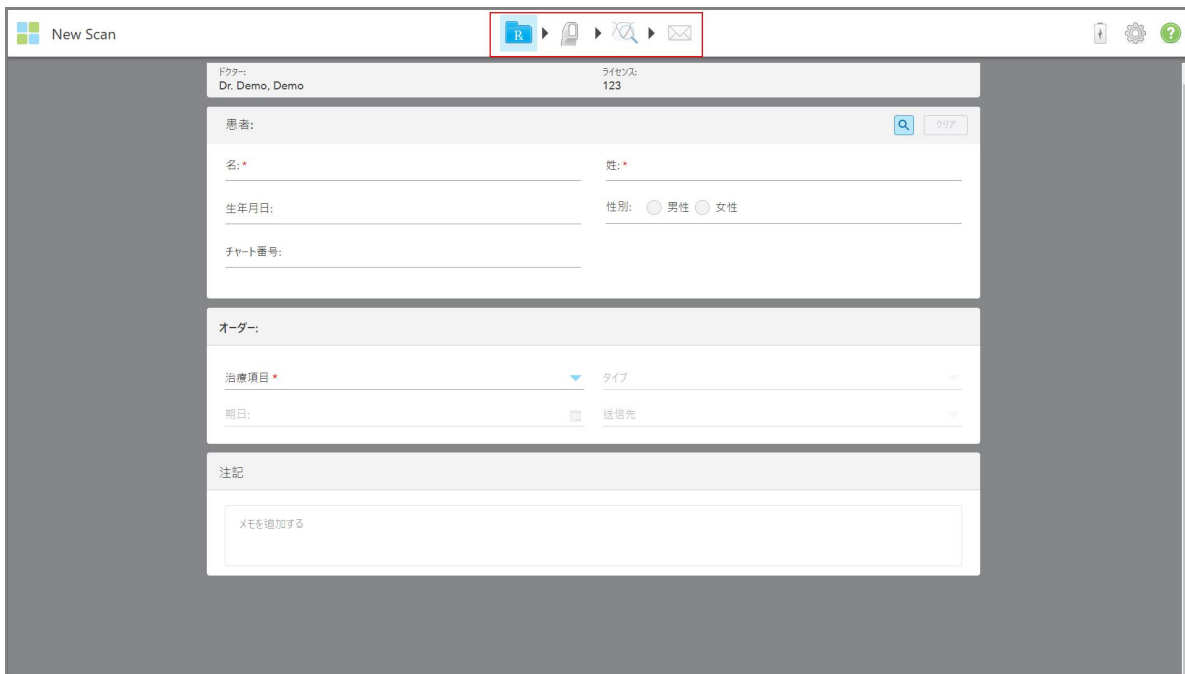 New Scan
R
?
ドクター: ライセンス:
Dr. Demo, Demo 123
患者: クリア
名:* 姓:*
生年月日: 性別: 男性 女性
チャート番号:
オーダー:
治療項目* タイプ
期日: 送信先
注記
メモを追加する